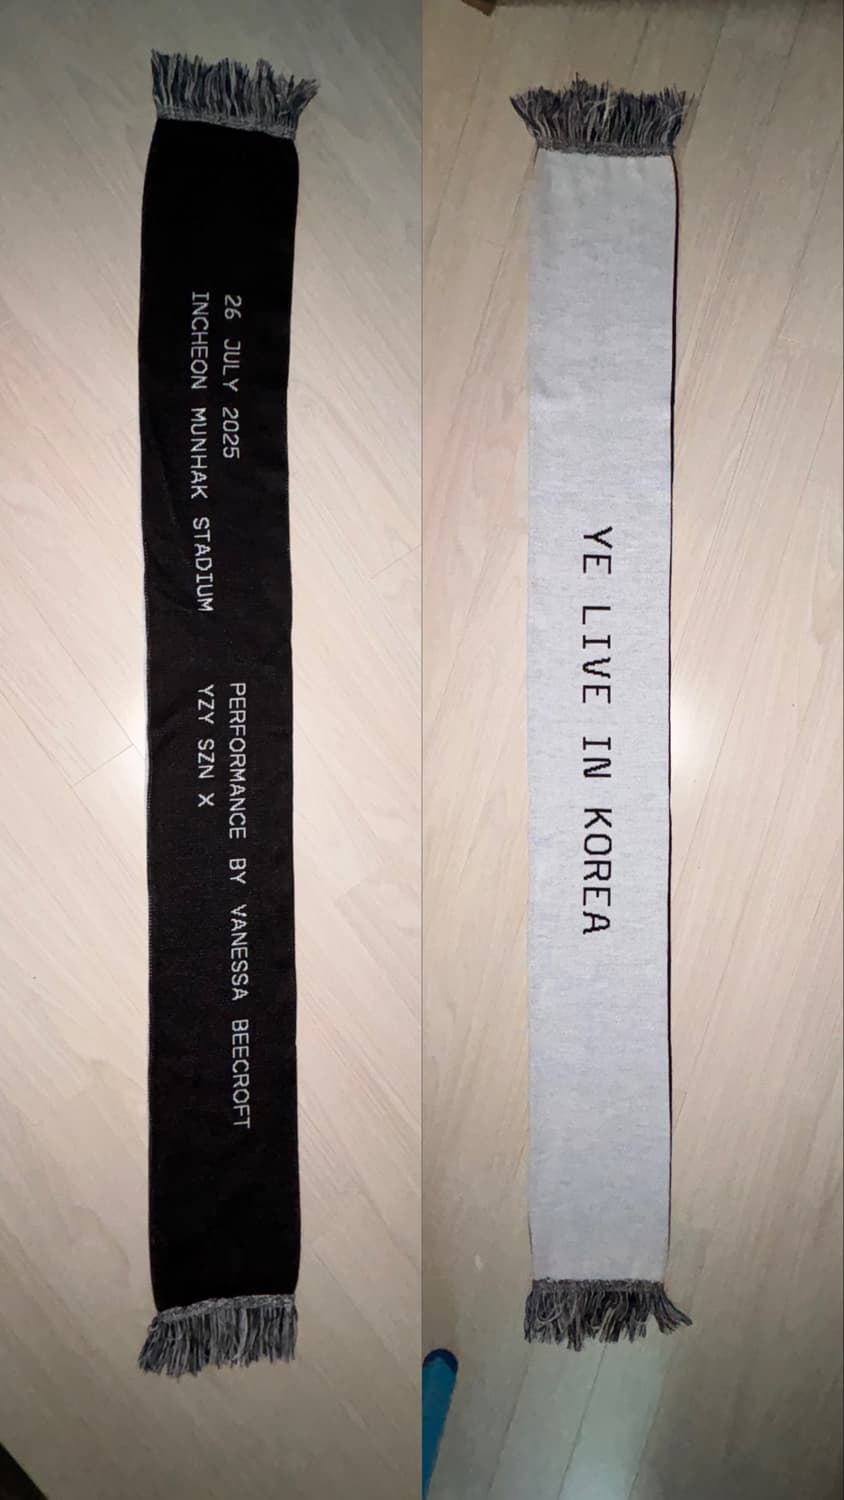 26 JULY 2025
INCHEON MUNHAK STADIUM
PERFORMANCE BY VANESSA BEECROFT
YZY SZN X
YE LIVE IN KOREA